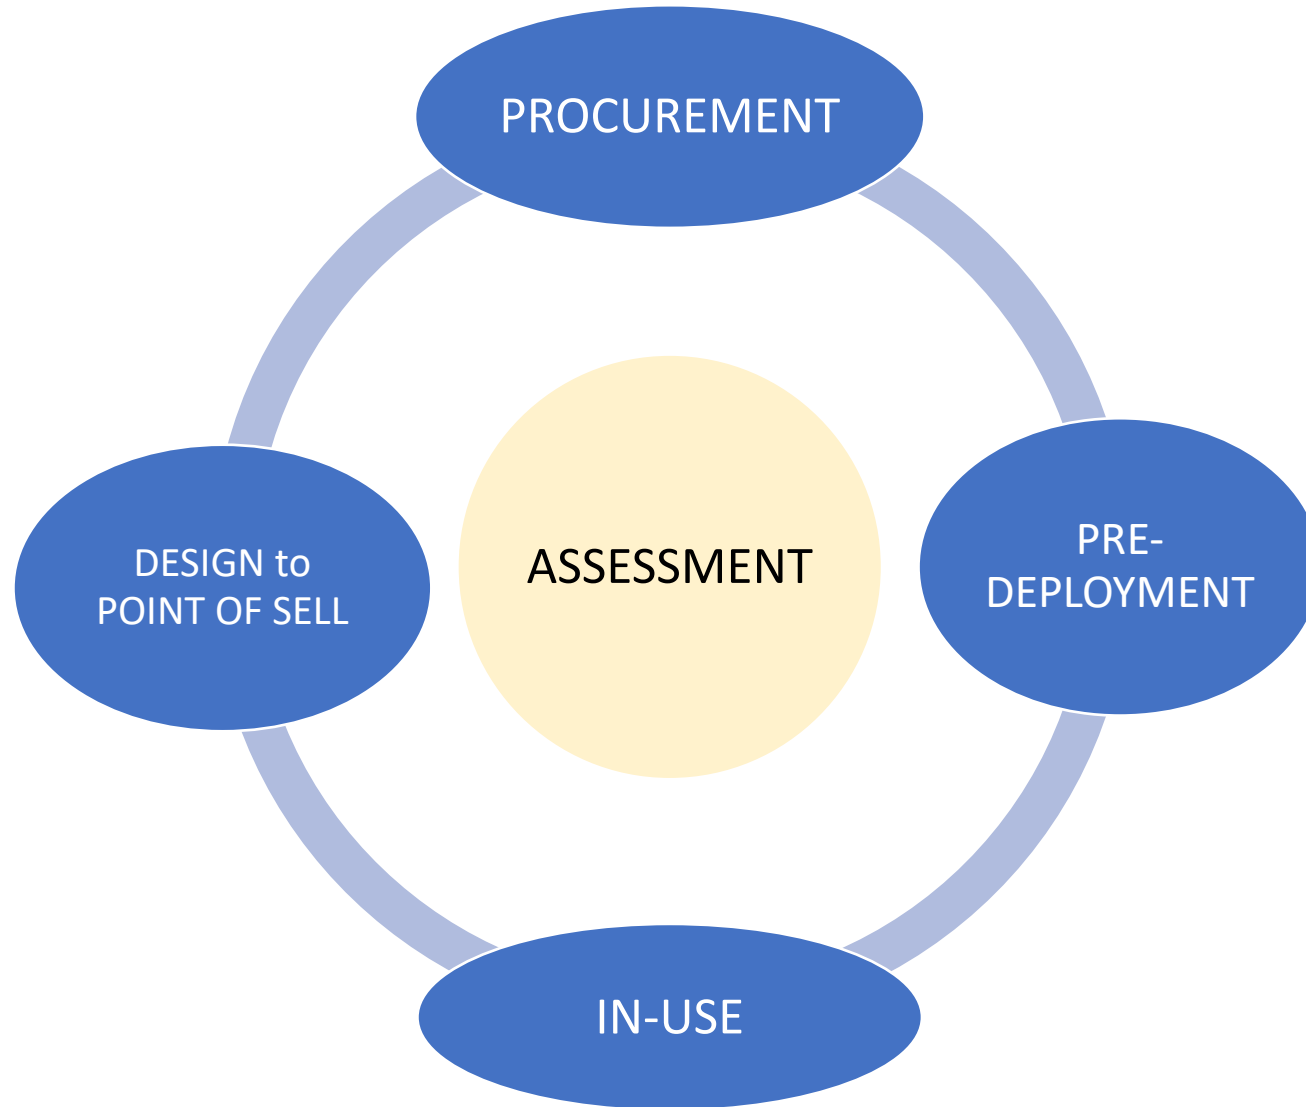 PROCUREMENT
DESIGN to
POINT OF SELL
ASSESSMENT
PRE-
DEPLOYMENT
IN-USE